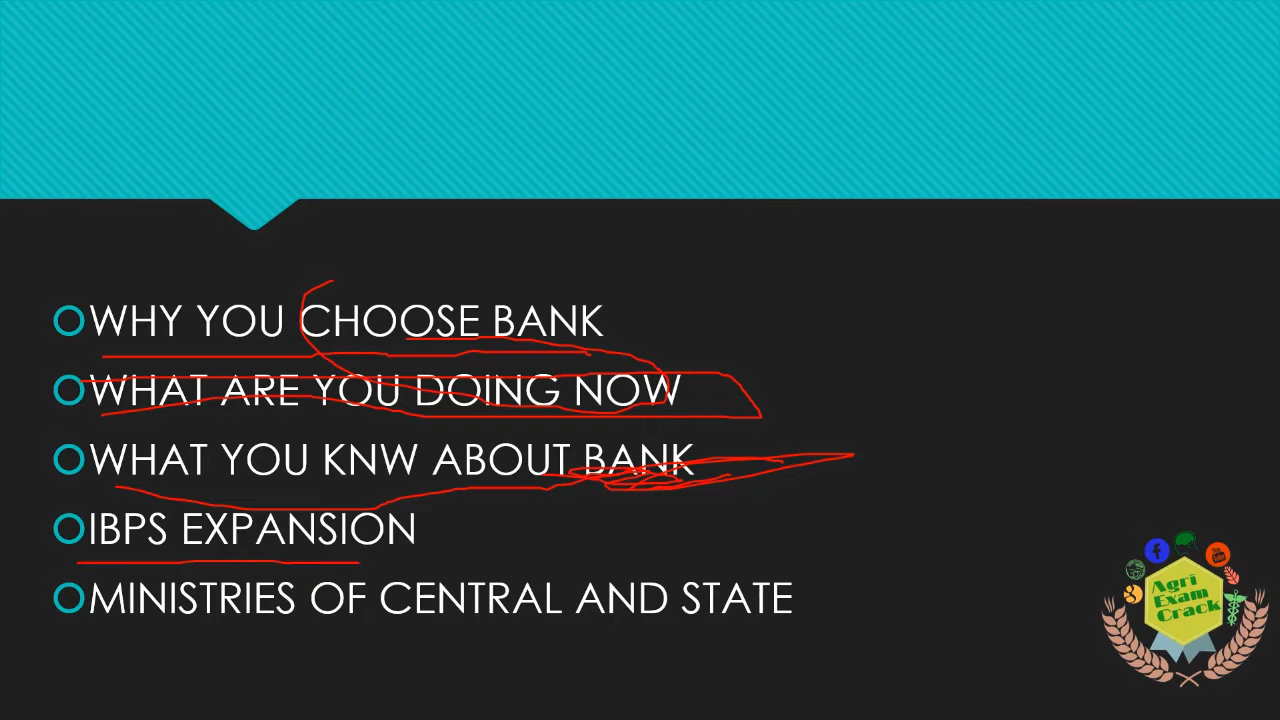 WHY YOU CHOOSE BANK
WHAT ARE YOU DOING NOW
WHAT YOU KNW ABOUT BANK
IBPS EXPANSION
MINISTRIES OF CENTRAL AND STATE
Agri
Exam
Crack